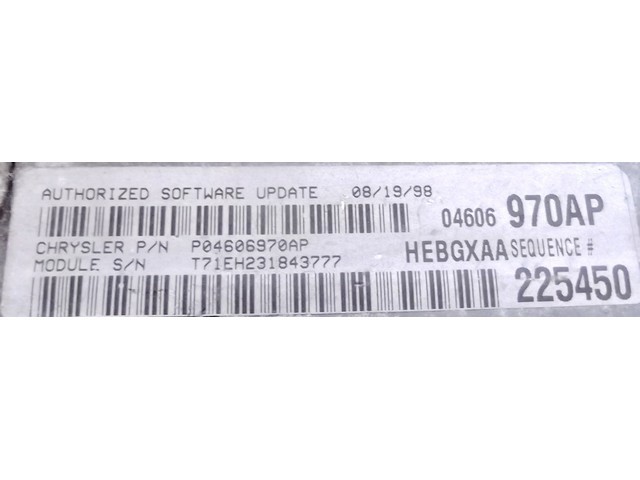 AUTHORIZED SOFTWARE UPDATE 08/19/98
04606 970AP
CHRYSLER P/N P04606970AP
HEBGXAA SEQUENCE #
MODULE S/N T71EH231843777
225450